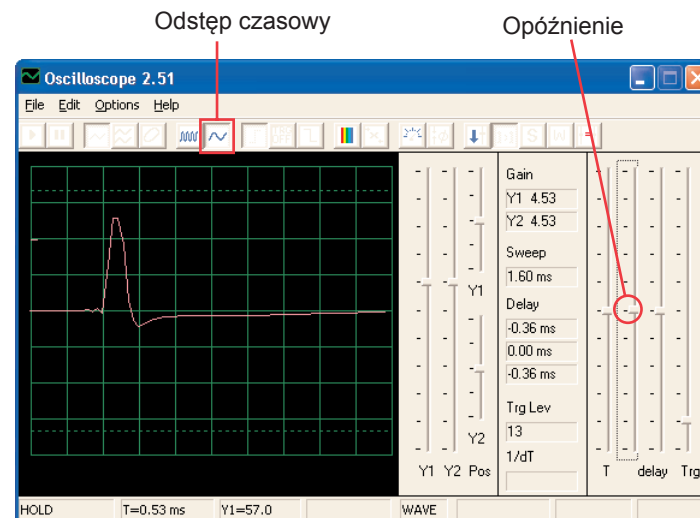 Odstęp czasowy
Opóźnienie
Oscilloscope 2.51
File Edit Options Help
Gain
Y1 4.53
Y2 4.53
Sweep
1.60 ms
Delay
-0.36 ms
0.00 ms
-0.36 ms
Trg Lev
13
1/dT
Y1
Y2
Y1 Y2 Pos
T delay Trg
HOLD T=0.53 ms Y1=57.0 WAVE